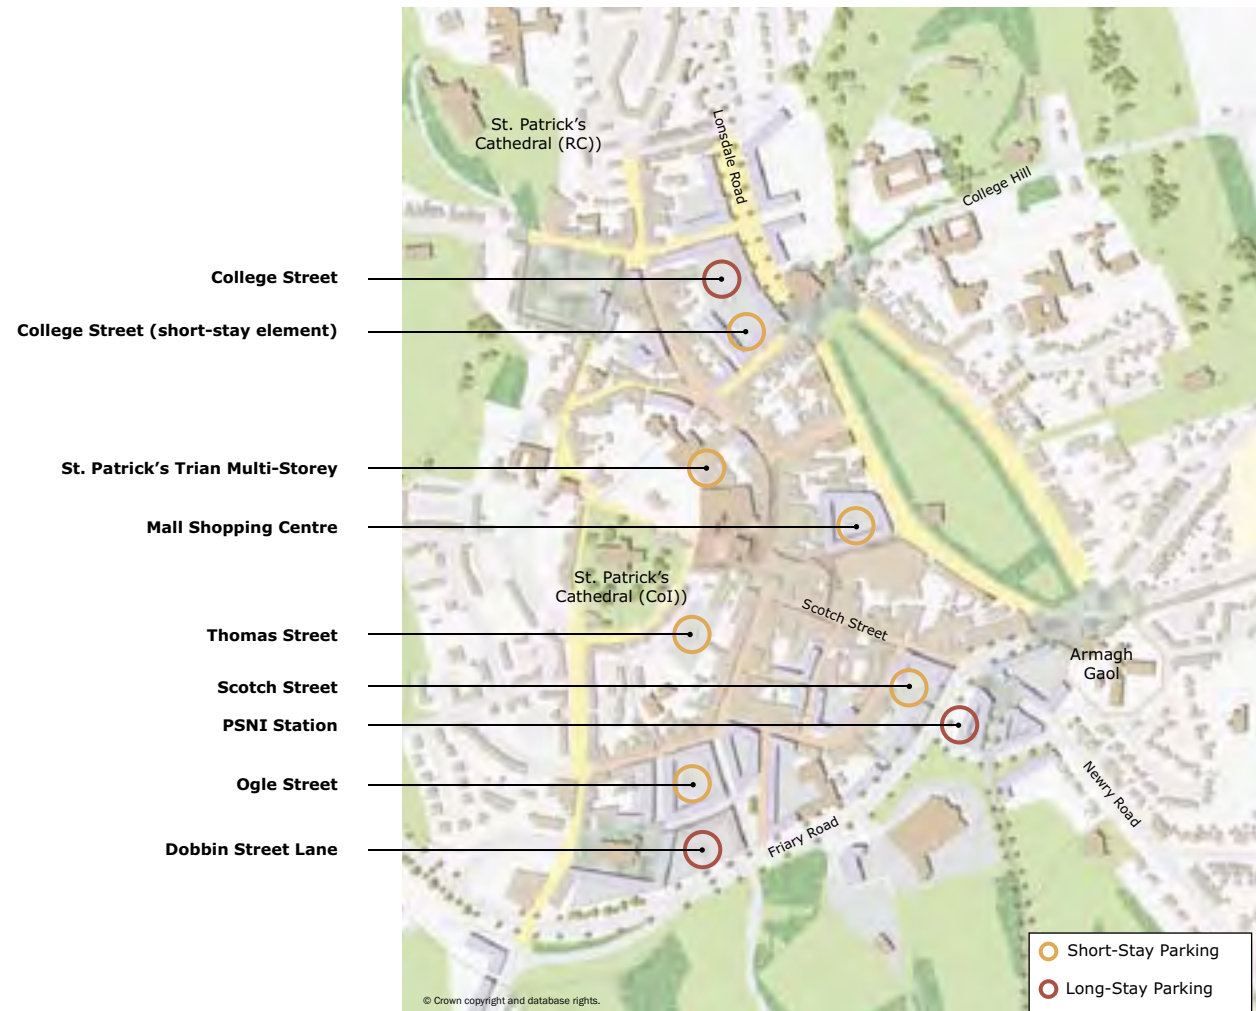 St. Patrick's
Cathedral (RC))
Lonsdale Road
College Hill
College Street
College Street (short-stay element)
St. Patrick's Trian Multi-Storey
Mall Shopping Centre
St. Patrick's
Cathedral (CoI))
Scotch Street
Thomas Street
Armagh
Gaol
Scotch Street
PSNI Station
Newry Road
Ogle Street
Friary Road
Dobbin Street Lane
Short-Stay Parking
Long-Stay Parking
© Crown copyright and database rights.